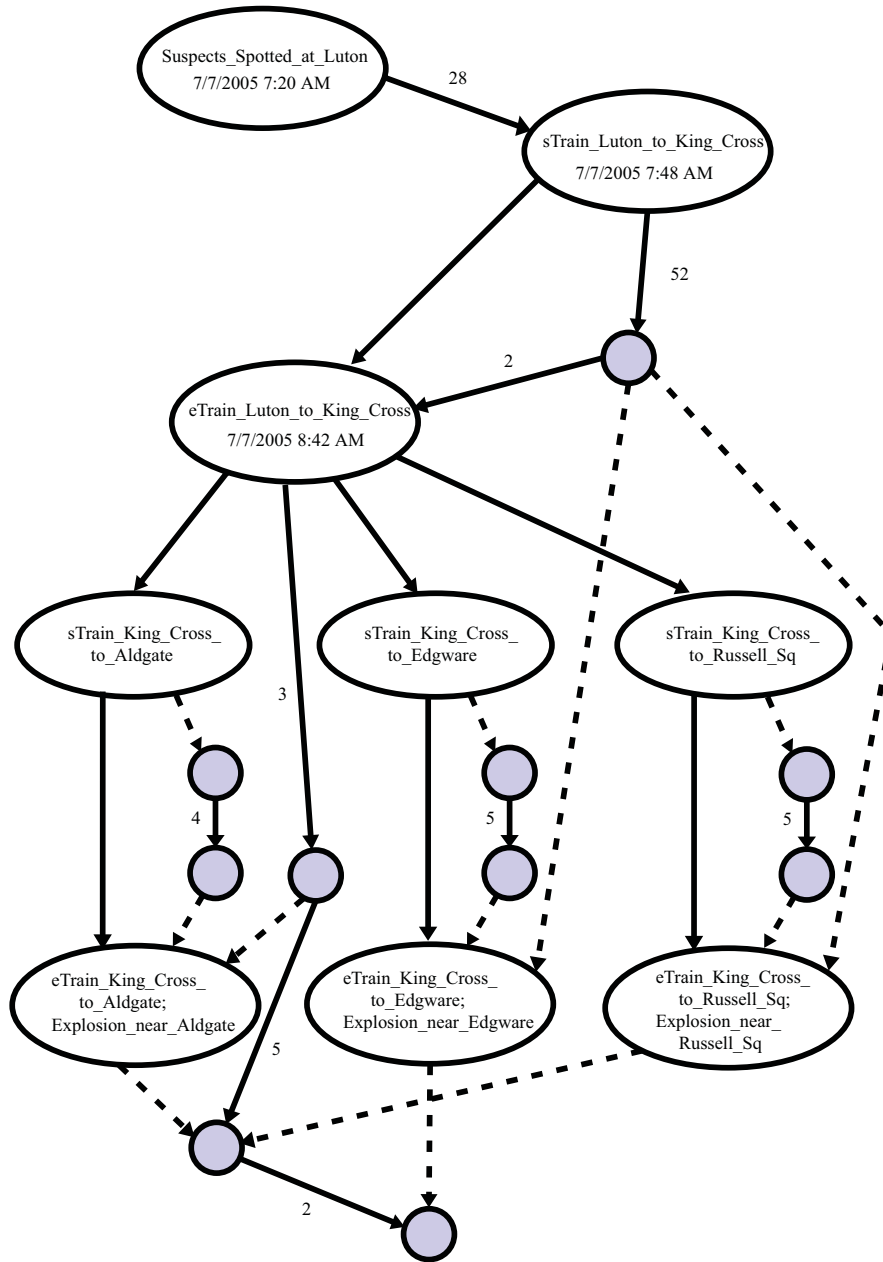 Suspects_Spotted_at_Luton
7/7/2005 7:20 AM
28
sTrain_Luton_to_King_Cross
7/7/2005 7:48 AM
52
2
eTrain_Luton_to_King_Cross
7/7/2005 8:42 AM
sTrain_King_Cross_
to_Aldgate
sTrain_King_Cross_
to_Edgware
sTrain_King_Cross_
to_Russell_Sq
3
4
5
5
eTrain_King_Cross_
to_Aldgate;
Explosion_near_Aldgate
eTrain_King_Cross_
to_Edgware;
Explosion_near_Edgware
eTrain_King_Cross_
to_Russell_Sq;
Explosion_near_
Russell_Sq
5
2